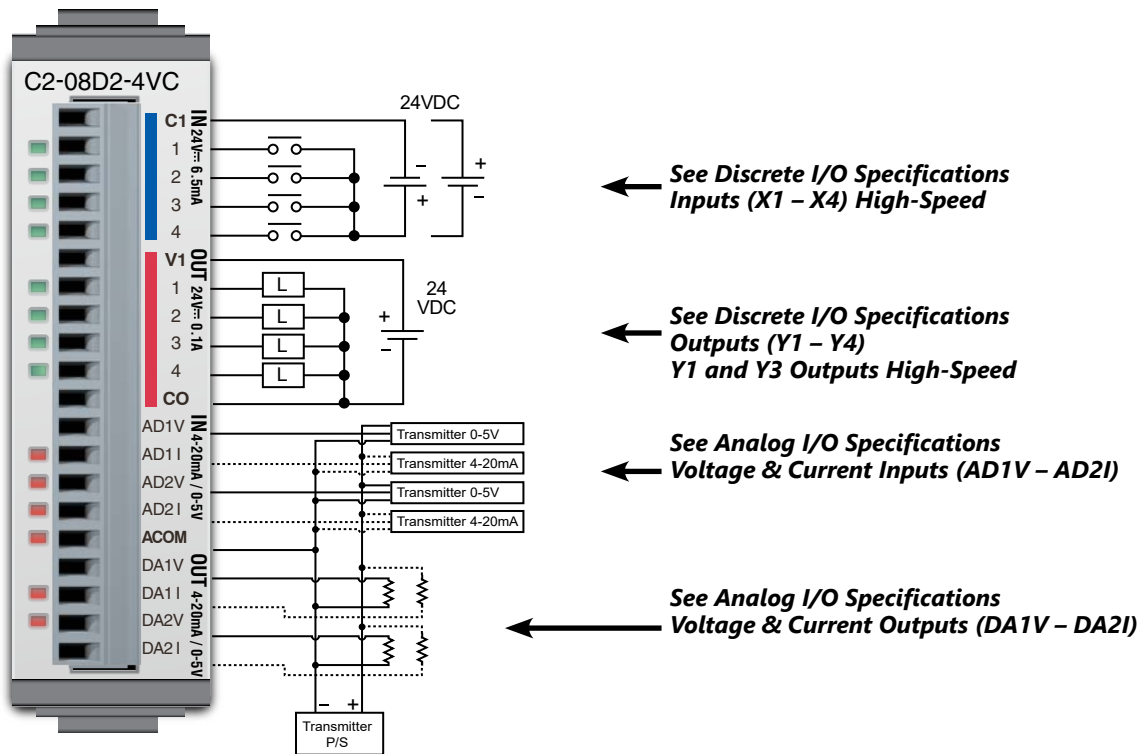 C2-08D2-4VC
C1
1
2
3
4
IN 24V⎓ 6.5mA
V1
1
2
3
4
CO
OUT 24V⎓ 0.1A
AD1V
AD1I
AD2V
AD2I
ACOM
IN 4-20mA / 0-5V
DA1V
DA1I
DA2V
DA2I
OUT 4-20mA / 0-5V
24VDC
-
+
+
-
L
L
L
L
24
VDC
+
-
Transmitter 0-5V
Transmitter 4-20mA
Transmitter 0-5V
Transmitter 4-20mA
- +
Transmitter
P/S
See Discrete I/O Specifications
Inputs (X1 – X4) High-Speed
See Discrete I/O Specifications
Outputs (Y1 – Y4)
Y1 and Y3 Outputs High-Speed
See Analog I/O Specifications
Voltage & Current Inputs (AD1V – AD2I)
See Analog I/O Specifications
Voltage & Current Outputs (DA1V – DA2I)